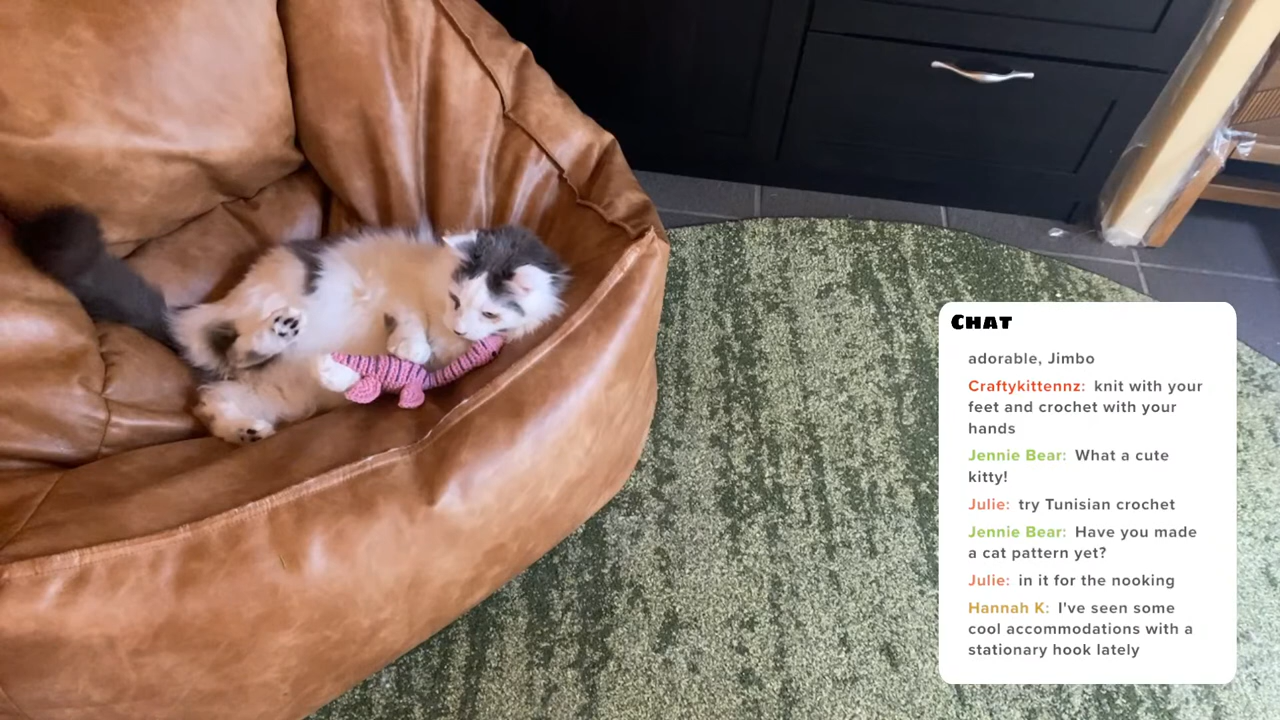 CHAT
adorable, Jimbo
Craftykittennz: knit with your
feet and crochet with your
hands
Jennie Bear: What a cute
kitty!
Julie: try Tunisian crochet
Jennie Bear: Have you made
a cat pattern yet?
Julie: in it for the nooking
Hannah K: I've seen some
cool accommodations with a
stationary hook lately